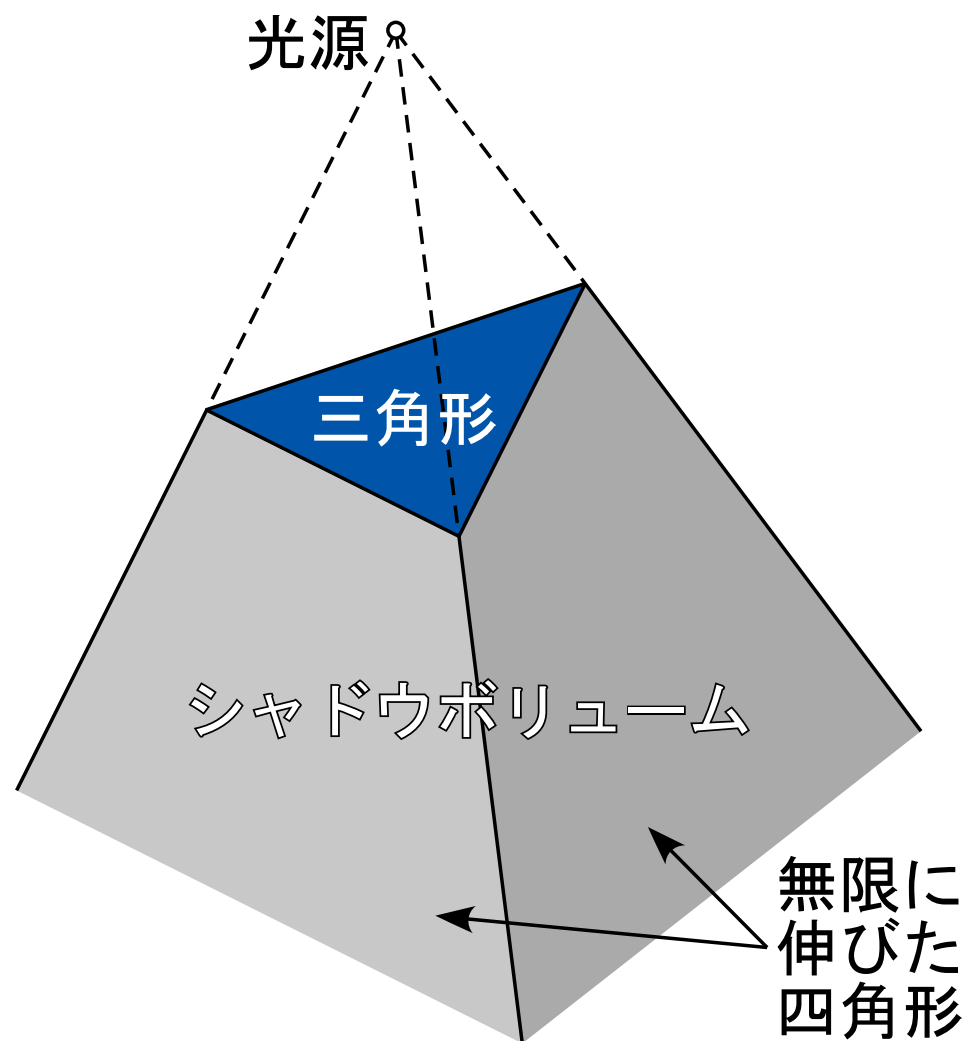 光源
三角形
シャドウボリューム
無限に
伸びた
四角形